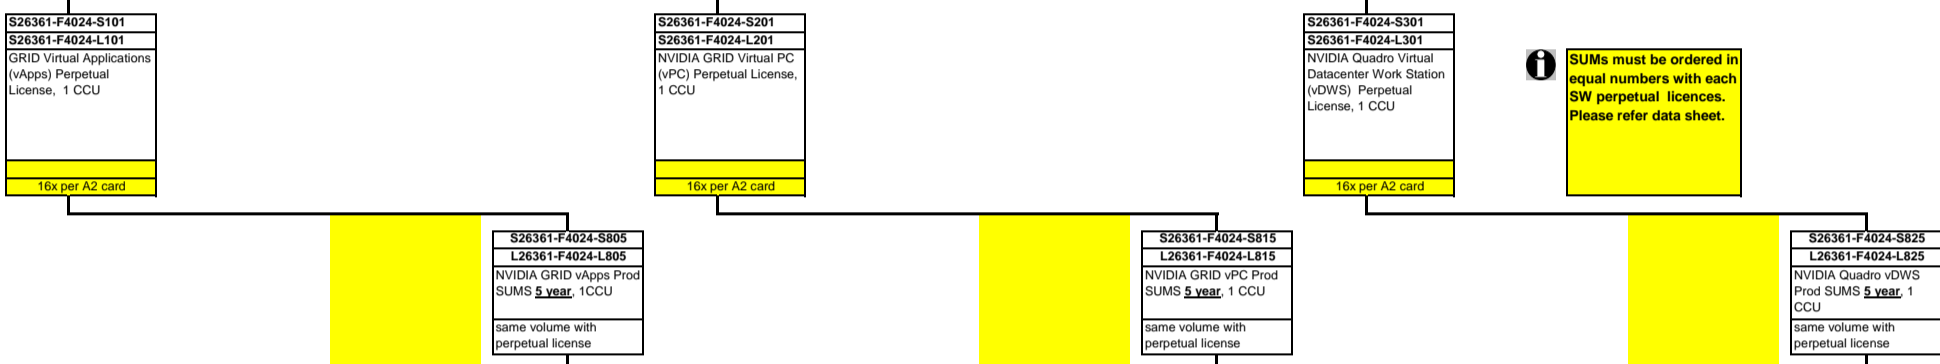 S26361-F4024-S101
S26361-F4024-L101
GRID Virtual Applications
(vApps) Perpetual
License, 1 CCU
16x per A2 card
S26361-F4024-S201
S26361-F4024-L201
NVIDIA GRID Virtual PC
(vPC) Perpetual License,
1 CCU
16x per A2 card
S26361-F4024-S301
S26361-F4024-L301
NVIDIA Quadro Virtual
Datacenter Work Station
(vDWS) Perpetual
License, 1 CCU
16x per A2 card
SUMs must be ordered in
equal numbers with each
SW perpetual licences.
Please refer data sheet.
S26361-F4024-S805
L26361-F4024-L805
NVIDIA GRID vApps Prod
SUMS 5 year, 1CCU
same volume with
perpetual license
S26361-F4024-S815
L26361-F4024-L815
NVIDIA GRID vPC Prod
SUMS 5 year, 1 CCU
same volume with
perpetual license
S26361-F4024-S825
L26361-F4024-L825
NVIDIA Quadro vDWS
Prod SUMS 5 year, 1
CCU
same volume with
perpetual license